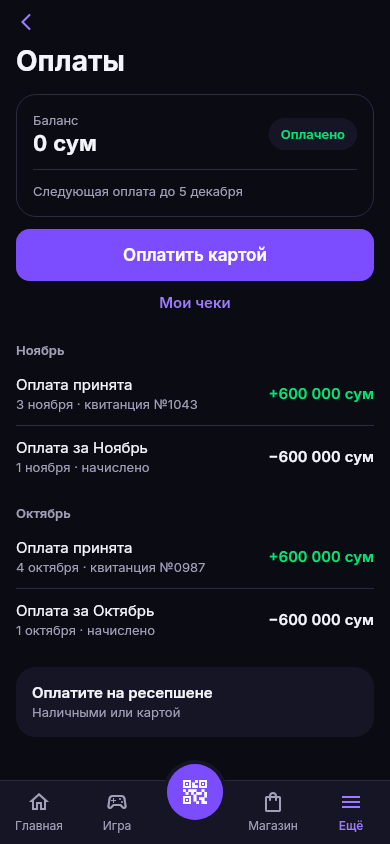 Оплаты
Баланс
0 сум
Оплачено
Следующая оплата до 5 декабря
Оплатить картой
Мои чеки
Ноябрь
Оплата принята
3 ноября · квитанция №1043
+600 000 сум
Оплата за Ноябрь
1 ноября · начислено
−600 000 сум
Октябрь
Оплата принята
4 октября · квитанция №0987
+600 000 сум
Оплата за Октябрь
1 октября · начислено
−600 000 сум
Оплатите на ресепшене
Наличными или картой
Главная
Игра
Магазин
Ещё